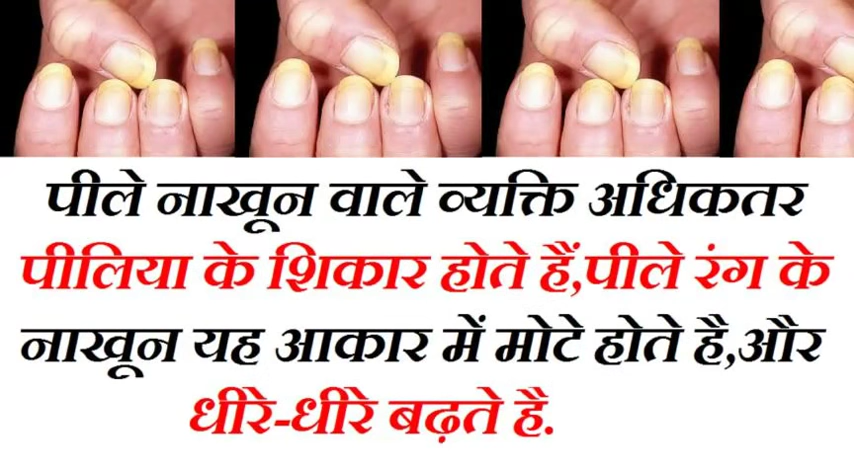 पीले नाखून वाले व्यक्ति अधिकतर
पीलिया के शिकार होते हैं,पीले रंग के
नाखून यह आकार में मोटे होते है,और
धीरे-धीरे बढ़ते है.